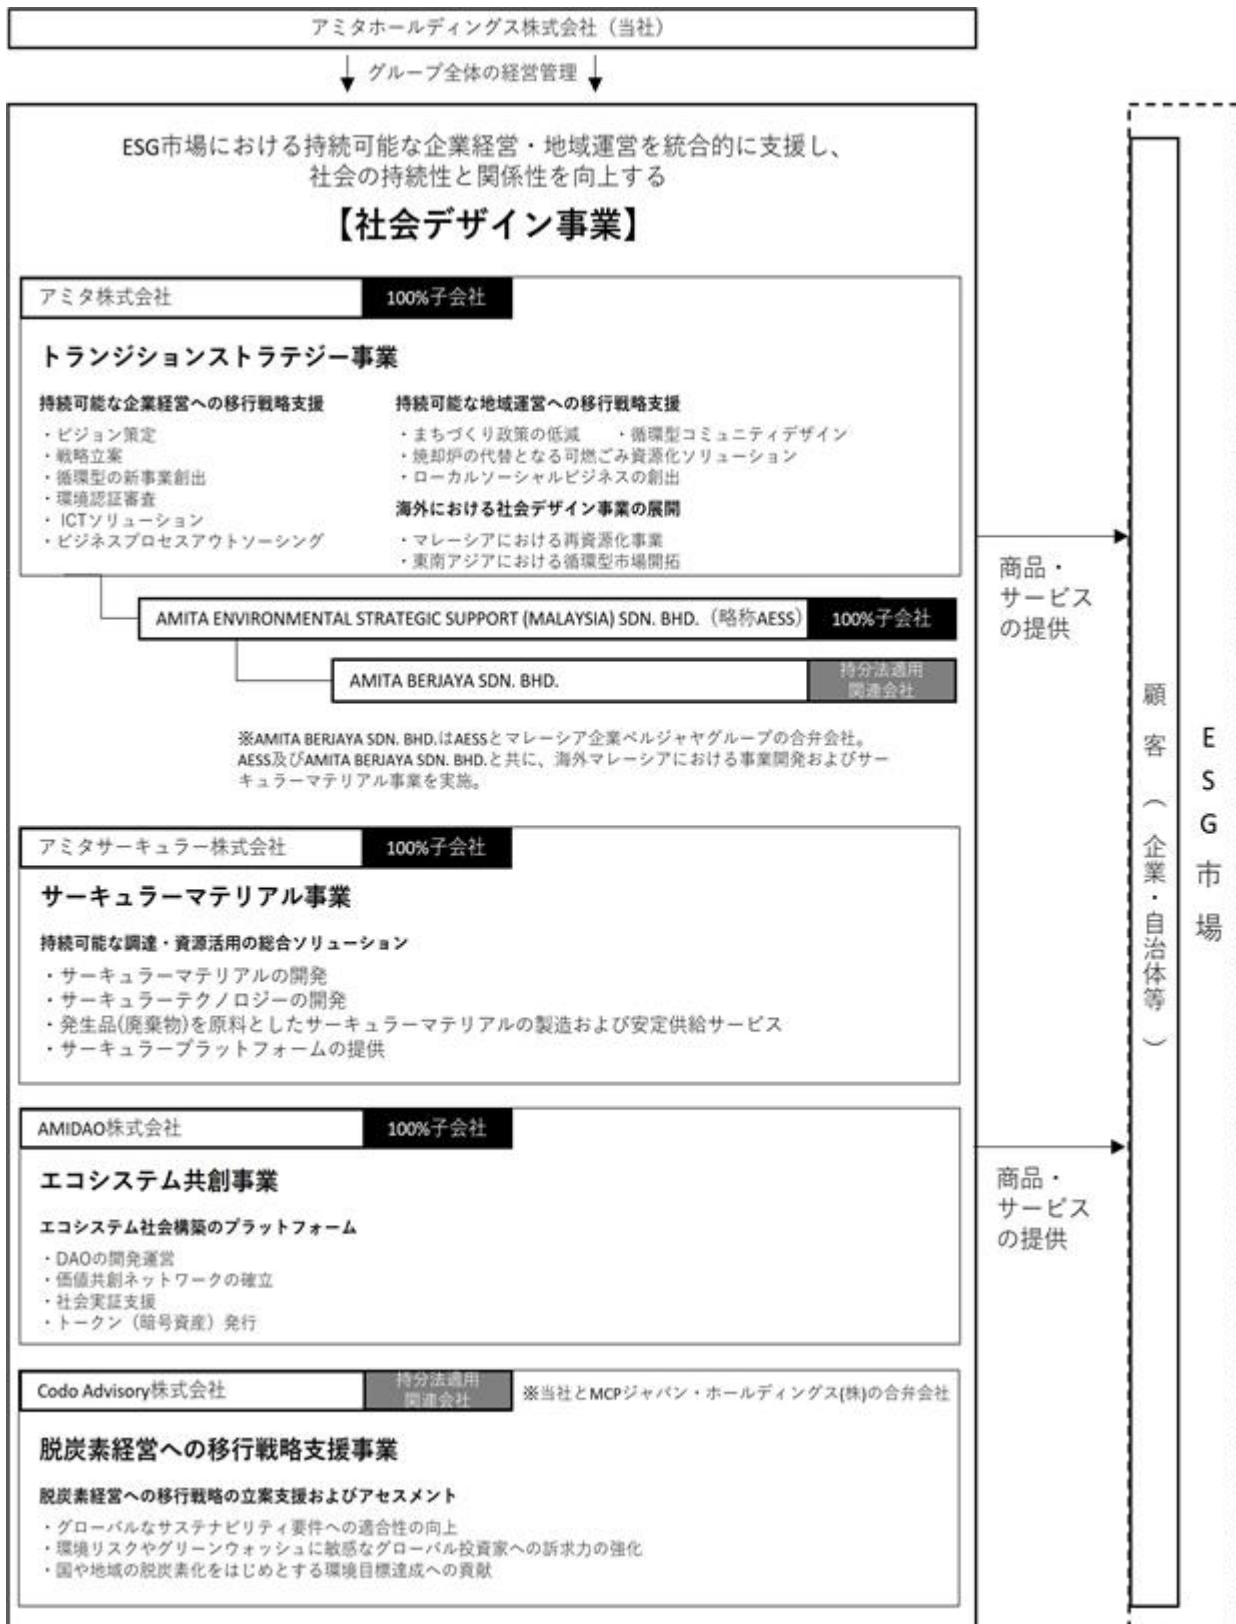 アミタホールディングス株式会社（当社）
グループ全体の経営管理
ESG市場における持続可能な企業経営・地域運営を統合的に支援し、
社会の持続性と関係性を向上する
【社会デザイン事業】
アミタ株式会社
100%子会社
トランジションストラテジー事業
持続可能な企業経営への移行戦略支援
・ビジョン策定
・戦略立案
・循環型の新事業創出
・環境認証審査
・ICTソリューション
・ビジネスプロセスアウトソーシング
持続可能な地域運営への移行戦略支援
・まちづくり政策の低減　・循環型コミュニティデザイン
・焼却炉の代替となる可燃ごみ資源化ソリューション
・ローカルソーシャルビジネスの創出
海外における社会デザイン事業の展開
・マレーシアにおける再資源化事業
・東南アジアにおける循環型市場開拓
AMITA ENVIRONMENTAL STRATEGIC SUPPORT (MALAYSIA) SDN. BHD.（略称AESS）
100%子会社
AMITA BERJAYA SDN. BHD.
持分法適用
関連会社
※AMITA BERJAYA SDN. BHD.はAESSとマレーシア企業ベルジャヤグループの合弁会社。
AESS及びAMITA BERJAYA SDN. BHD.と共に、海外マレーシアにおける事業開発およびサー
キュラーマテリアル事業を実施。
アミタサーキュラー株式会社
100%子会社
サーキュラーマテリアル事業
持続可能な調達・資源活用の総合ソリューション
・サーキュラーマテリアルの開発
・サーキュラーテクノロジーの開発
・発生品(廃棄物)を原料としたサーキュラーマテリアルの製造および安定供給サービス
・サーキュラープラットフォームの提供
AMIDAO株式会社
100%子会社
エコシステム共創事業
エコシステム社会構築のプラットフォーム
・DAOの開発運営
・価値共創ネットワークの確立
・社会実証支援
・トークン（暗号資産）発行
Codo Advisory株式会社
持分法適用
関連会社
※当社とMCPジャパン・ホールディングス(株)の合弁会社
脱炭素経営への移行戦略支援事業
脱炭素経営への移行戦略の立案支援およびアセスメント
・グローバルなサステナビリティ要件への適合性の向上
・環境リスクやグリーンウォッシュに敏感なグローバル投資家への訴求力の強化
・国や地域の脱炭素化をはじめとする環境目標達成への貢献
商品・
サービス
の提供
商品・
サービス
の提供
顧客（企業・自治体等）
ESG市場